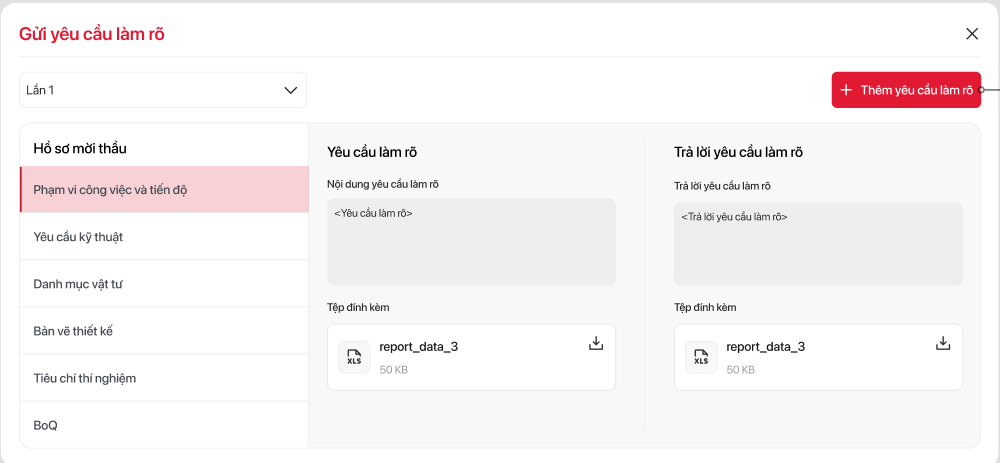 Gửi yêu cầu làm rõ
Lần 1
Thêm yêu cầu làm rõ
Hồ sơ mời thầu
Phạm vi công việc và tiến độ
Yêu cầu kỹ thuật
Danh mục vật tư
Bản vẽ thiết kế
Tiêu chí thí nghiệm
BoQ
Yêu cầu làm rõ
Nội dung yêu cầu làm rõ
<Yêu cầu làm rõ>
Tệp đính kèm
XLS
report_data_3
50 KB
Trả lời yêu cầu làm rõ
Trả lời yêu cầu làm rõ
<Trả lời yêu cầu làm rõ>
Tệp đính kèm
XLS
report_data_3
50 KB